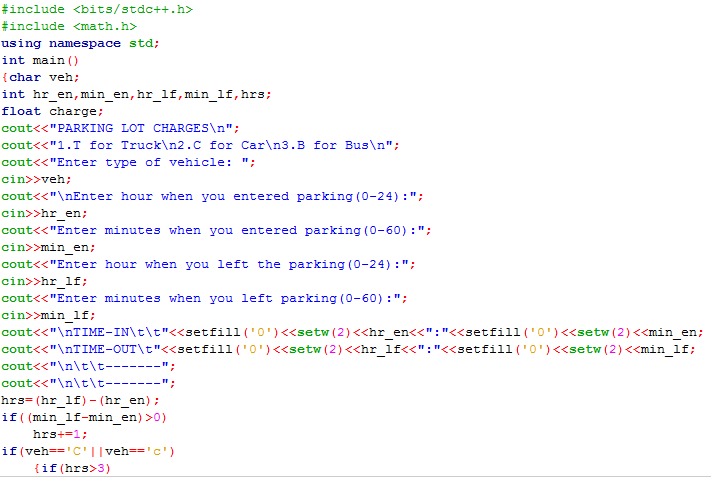 #include <bits/stdc++.h>
#include <math.h>
using namespace std;
int main()
{char veh;
int hr_en,min_en,hr_lf,min_lf,hrs;
float charge;
cout<<"PARKING LOT CHARGES\n";
cout<<"1.T for Truck\n2.C for Car\n3.B for Bus\n";
cout<<"Enter type of vehicle: ";
cin>>veh;
cout<<"\nEnter hour when you entered parking(0-24):";
cin>>hr_en;
cout<<"Enter minutes when you entered parking(0-60):";
cin>>min_en;
cout<<"Enter hour when you left the parking(0-24):";
cin>>hr_lf;
cout<<"Enter minutes when you left parking(0-60):";
cin>>min_lf;
cout<<"\nTIME-IN\t\t"<<setfill('0')<<setw(2)<<hr_en<<":"<<setfill('0')<<setw(2)<<min_en;
cout<<"\nTIME-OUT\t"<<setfill('0')<<setw(2)<<hr_lf<<":"<<setfill('0')<<setw(2)<<min_lf;
cout<<"\n\t\t-------";
cout<<"\n\t\t-------";
hrs=(hr_lf)-(hr_en);
if((min_lf-min_en)>0)
    hrs+=1;
if(veh=='C'||veh=='c')
    {if(hrs>3)